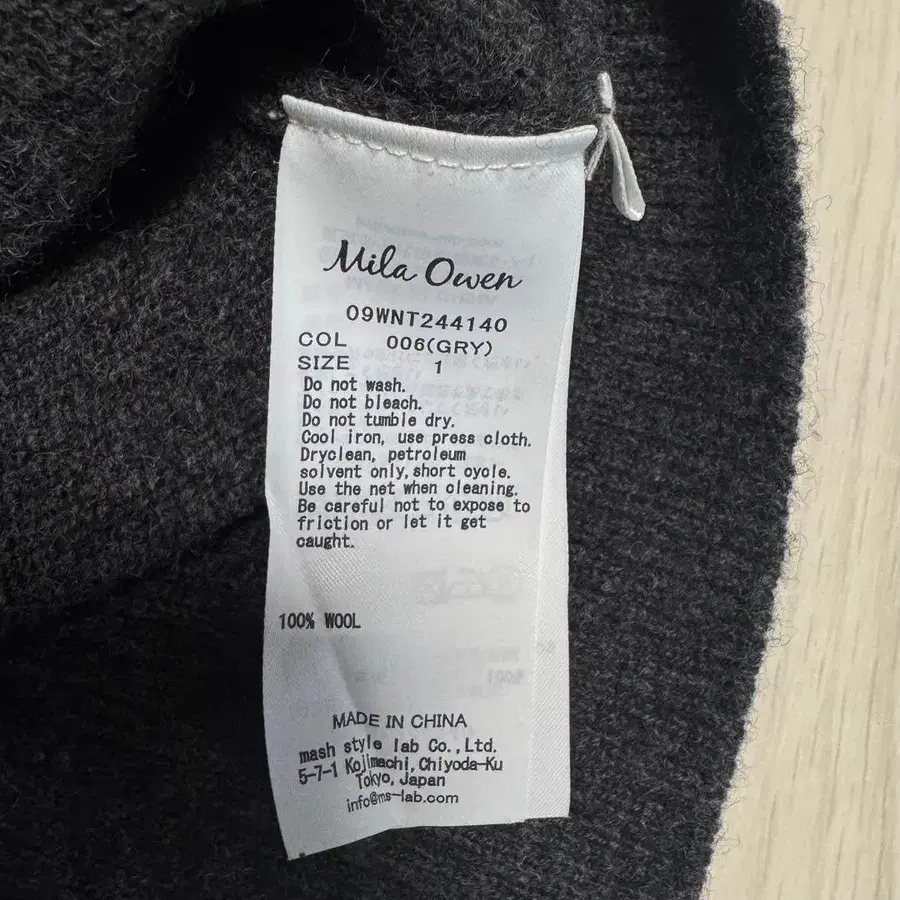 Mila Owen
09WNT244140
COL 006(GRY)
SIZE 1
Do not wash.
Do not bleach.
Do not tumble dry.
Cool iron, use press cloth.
Dryclean, petroleum
solvent only, short cycle.
Use the net when cleaning.
Be careful not to expose to
friction or let it get
caught.
100% WOOL
MADE IN CHINA
mash style lab Co., Ltd.
5-7-1 Kojimachi, Chiyoda-Ku
Tokyo, Japan
info@ms-lab.com